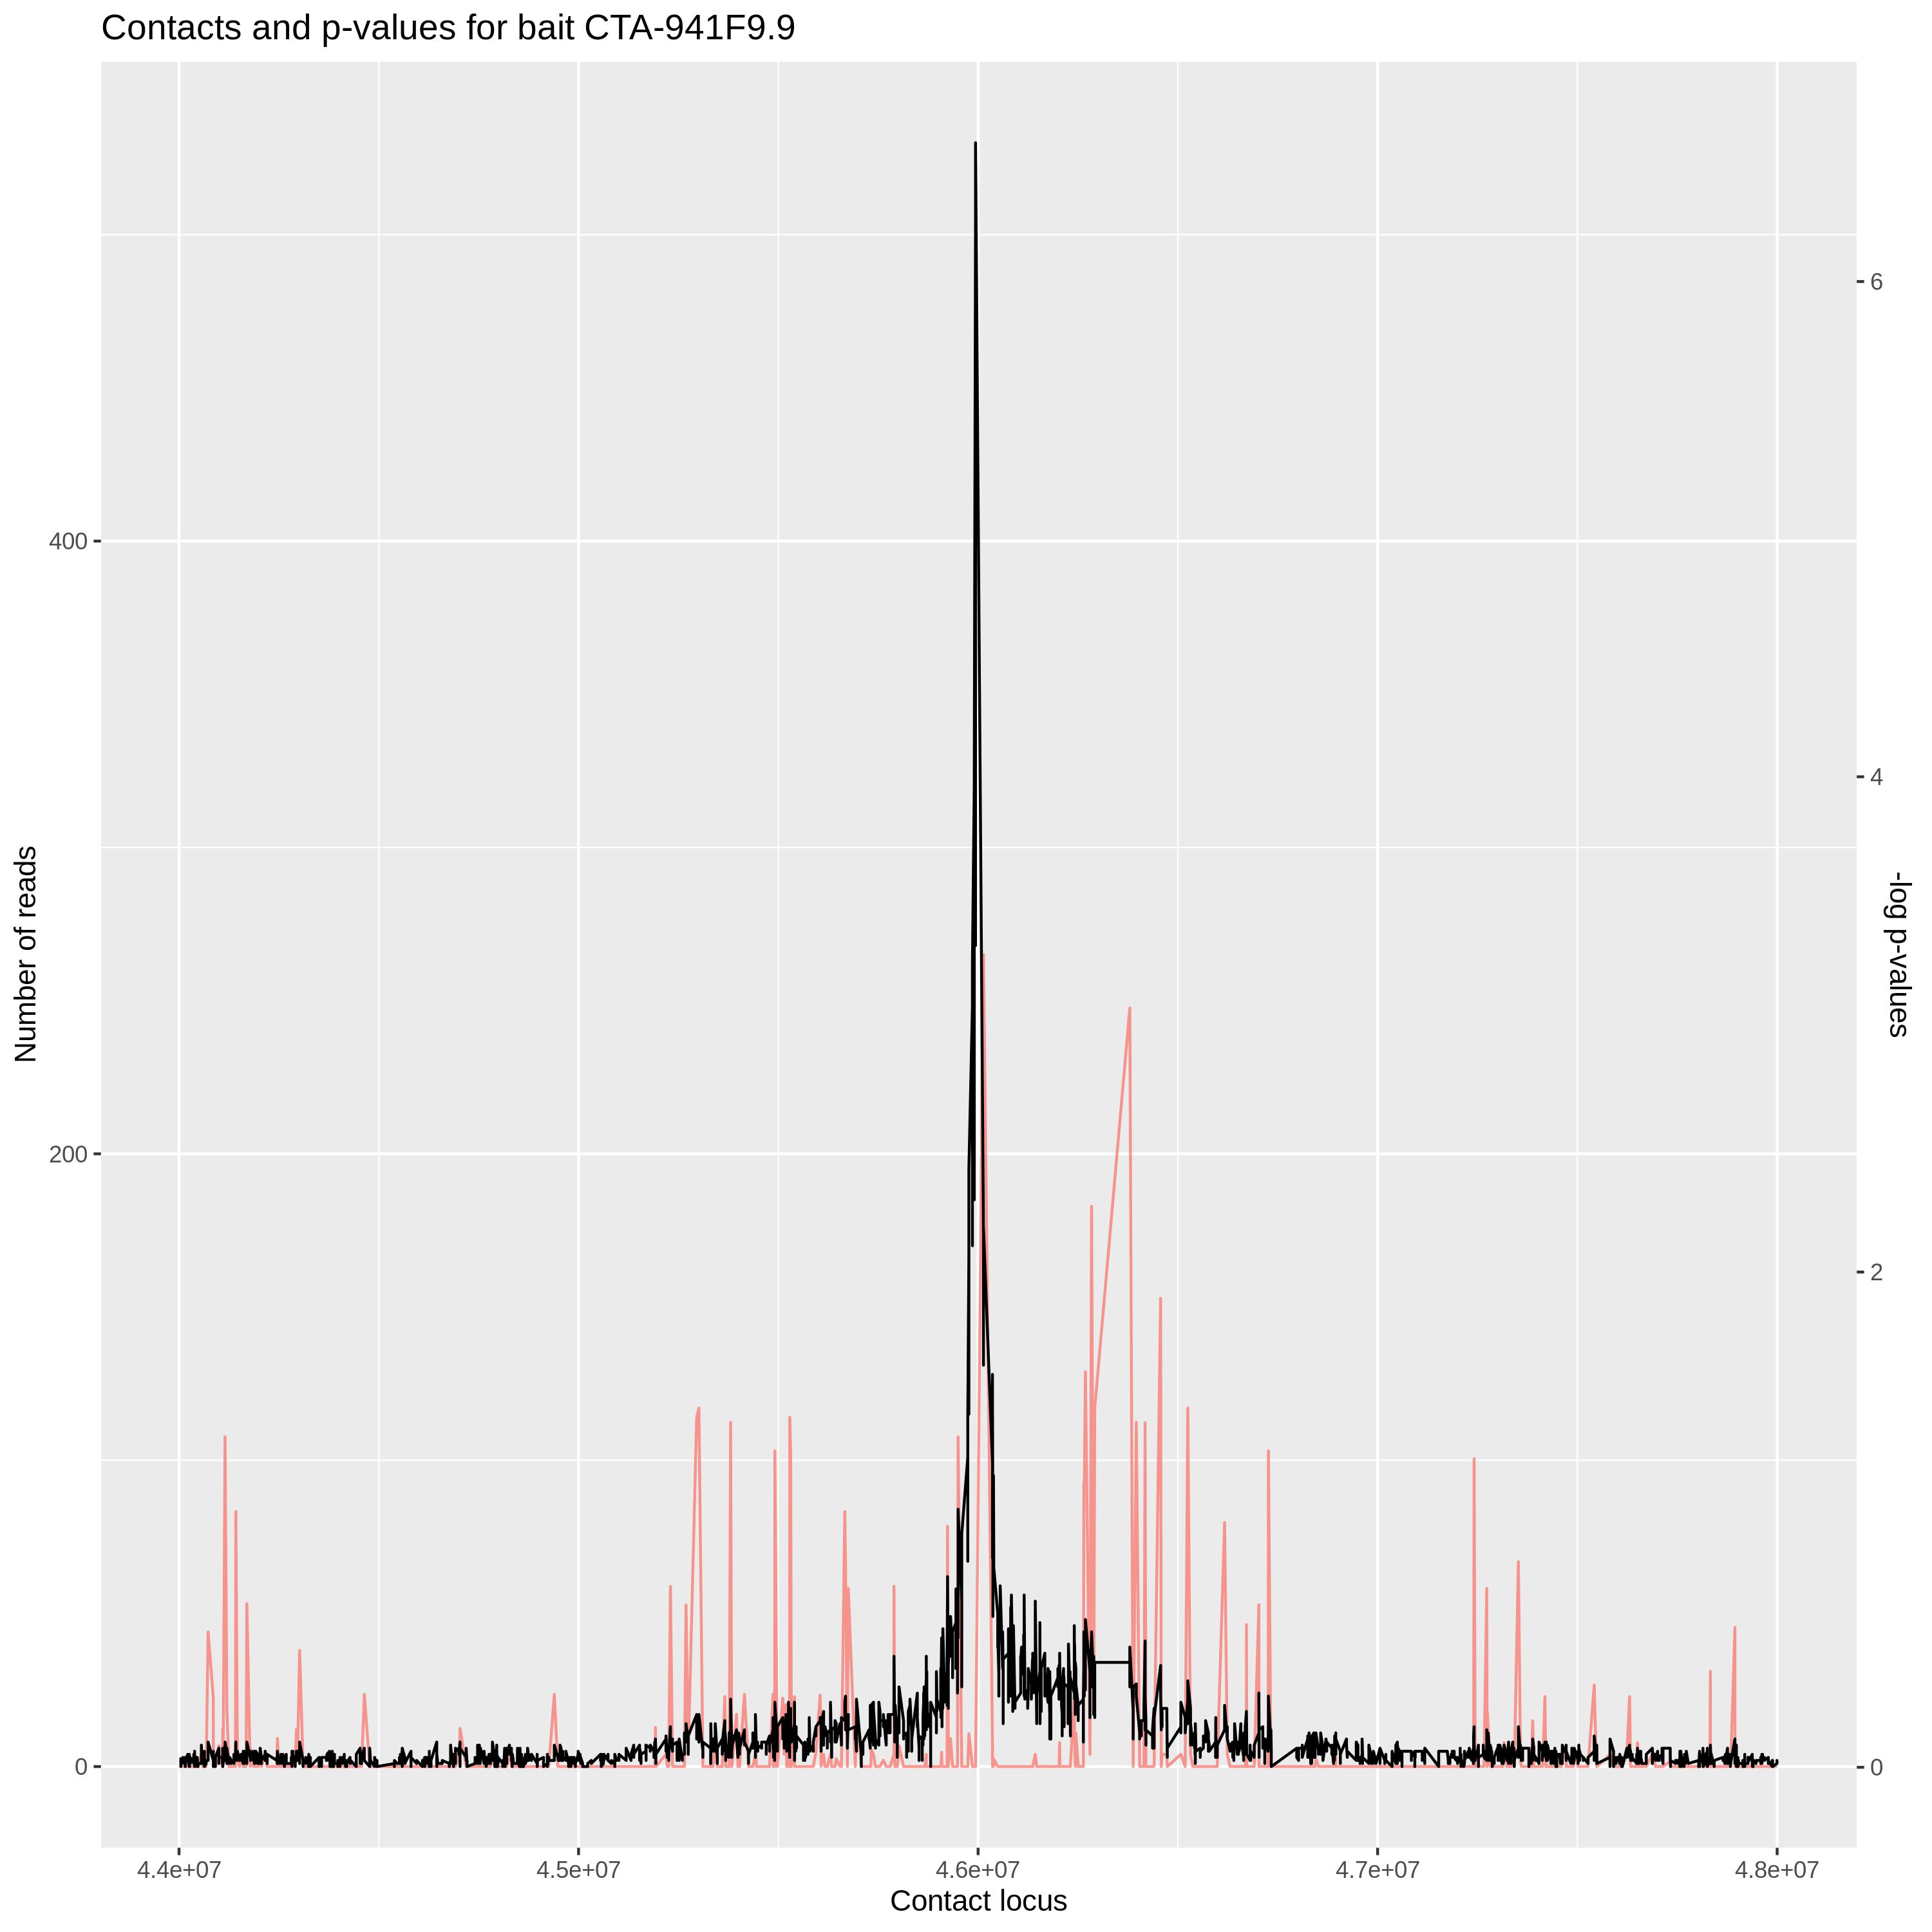 Contacts and p-values for bait CTA-941F9.9
Number of reads
400
200
0
6
4
2
0
-log p-values
4.4e+07 4.5e+07 4.6e+07 4.7e+07 4.8e+07
Contact locus